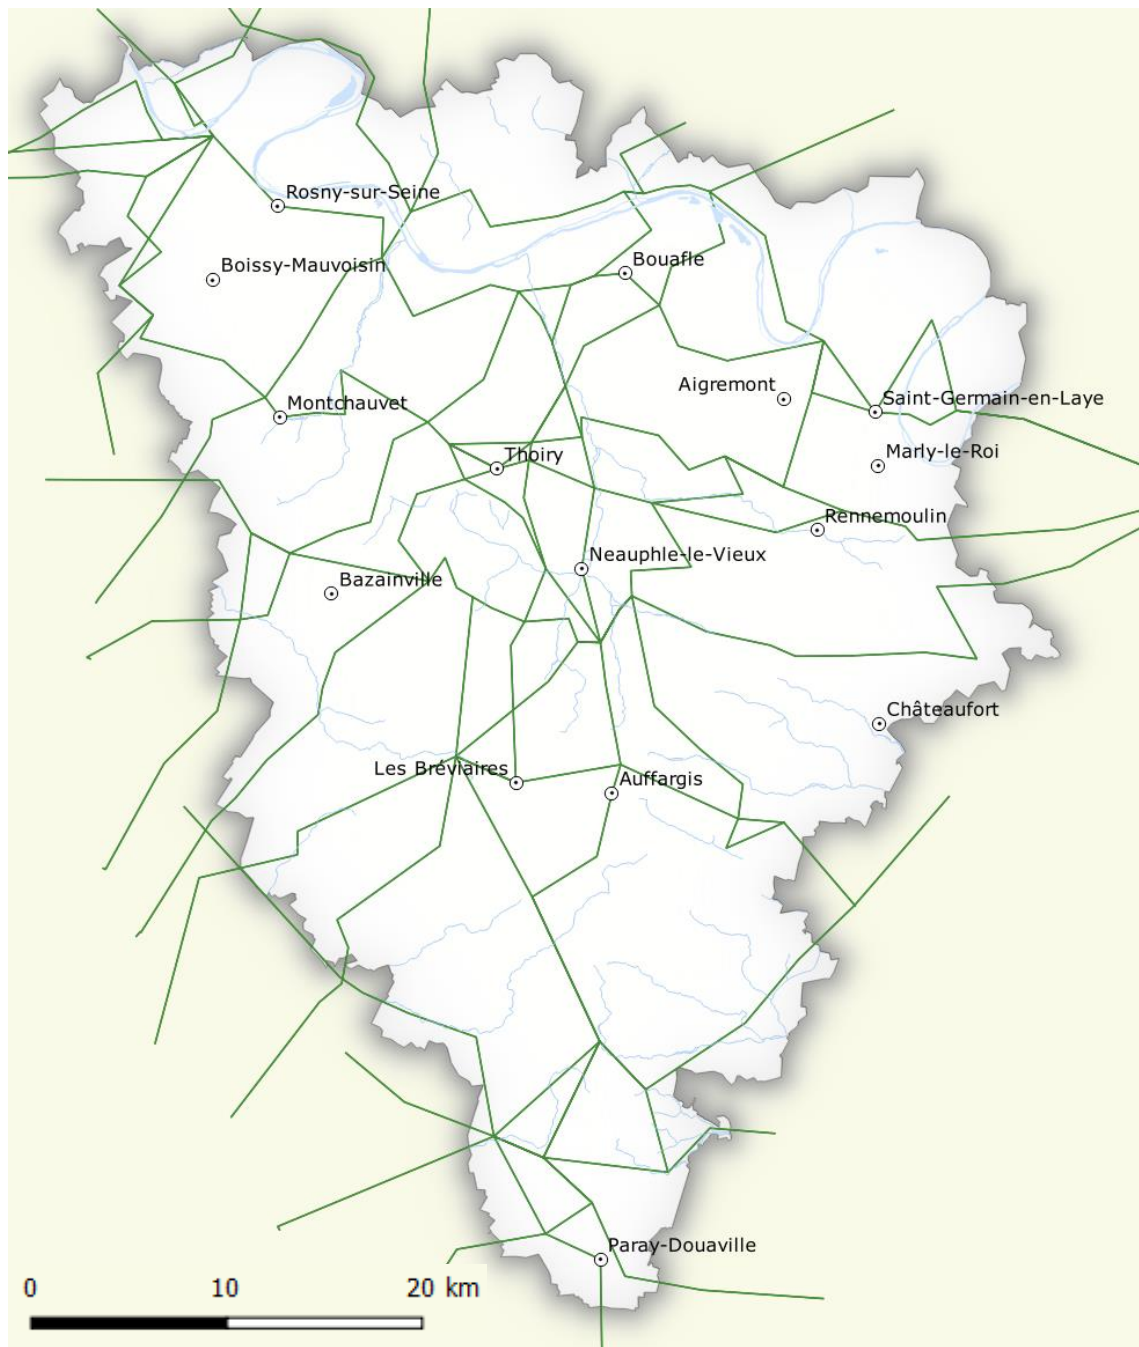 Rosny-sur-Seine
Boissy-Mauvoisin
Bouafle
Aigremont
Saint-Germain-en-Laye
Montchauvet
Marly-le-Roi
Thoiry
Rennemoulin
Neauphle-le-Vieux
Bazainville
Châteaufort
Les Bréviaires
Auffargis
Paray-Douaville
0 10 20 km